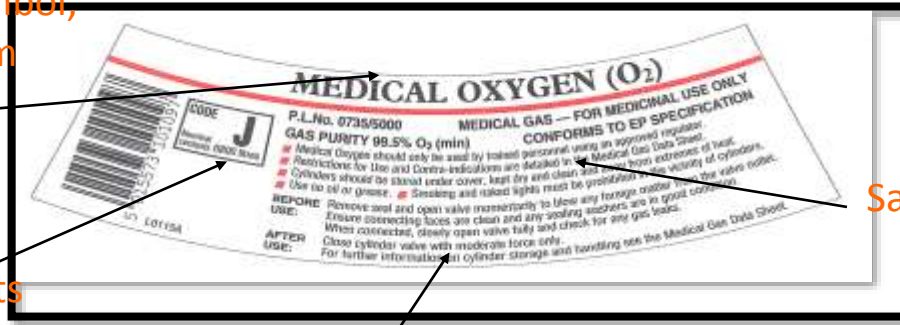 MEDICAL OXYGEN (O₂)
P.L.No. 0735/5000
MEDICAL GAS — FOR MEDICINAL USE ONLY
GAS PURITY 99.5% O₂ (min)
CONFORMS TO EP SPECIFICATION
CODE
J
Medical Oxygen should only be used by trained personnel using an approved regulator.
Restrictions for Use and Contra-indications are detailed in the Medical Gas Data Sheet.
Cylinders should be stored under cover, kept dry and clean and away from extremes of heat.
Use no oil or grease. Smoking and naked lights must be prohibited in the vicinity of cylinders.
BEFORE USE:
Remove seal and open valve momentarily to blow any foreign matter from the valve outlet.
Ensure connecting faces are clean and any sealing washers are in good condition.
When connected, slowly open valve fully and check for any gas leaks.
AFTER USE:
Close cylinder valve with moderate force only.
For further information on cylinder storage and handling see the Medical Gas Data Sheet.
Sa
ts